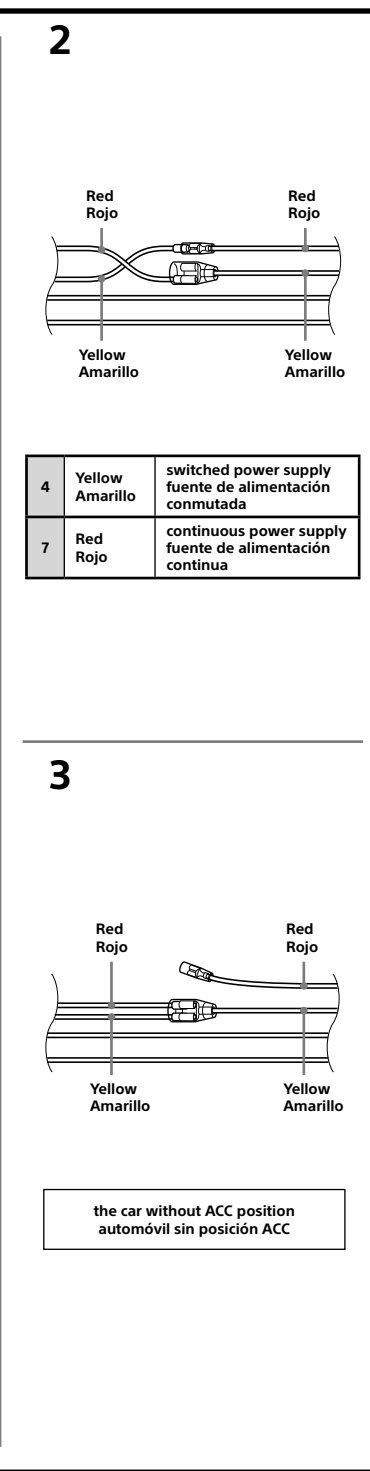 2
Red
Rojo
Red
Rojo
Yellow
Amarillo
Yellow
Amarillo
4
Yellow
Amarillo
switched power supply
fuente de alimentación
conmutada
7
Red
Rojo
continuous power supply
fuente de alimentación
continua
3
Red
Rojo
Red
Rojo
Yellow
Amarillo
Yellow
Amarillo
the car without ACC position
automóvil sin posición ACC